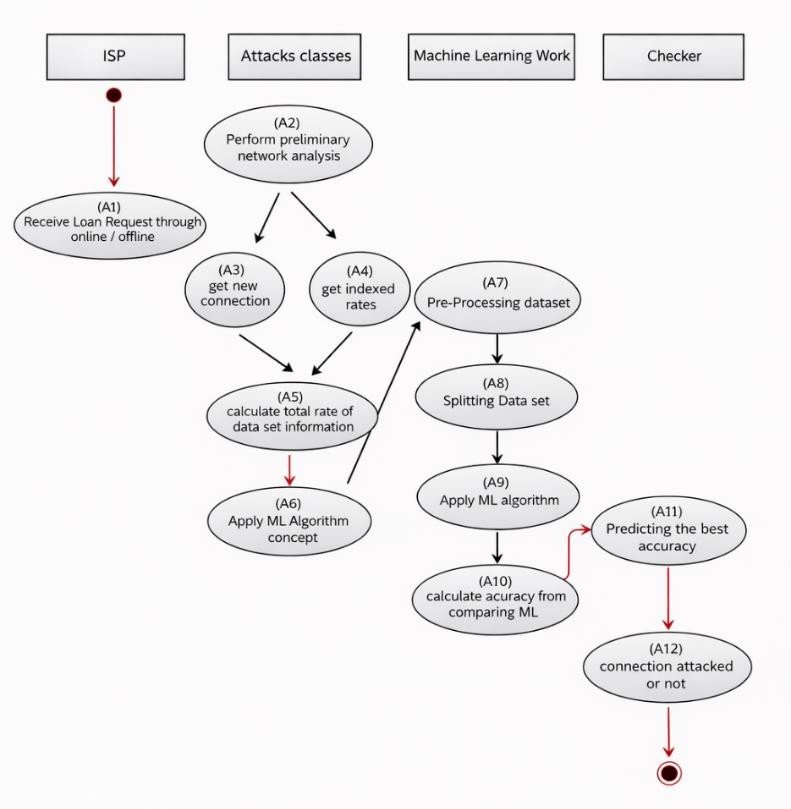 ISP
Attacks classes
Machine Learning Work
Checker
(A1)
Receive Loan Request through
online / offline
(A2)
Perform preliminary
network analysis
(A3)
get new
connection
(A4)
get indexed
rates
(A5)
calculate total rate of
data set information
(A6)
Apply ML Algorithm
concept
(A7)
Pre-Processing dataset
(A8)
Splitting Data set
(A9)
Apply ML algorithm
(A10)
calculate acuracy from
comparing ML
(A11)
Predicting the best
accuracy
(A12)
connection attacked
or not